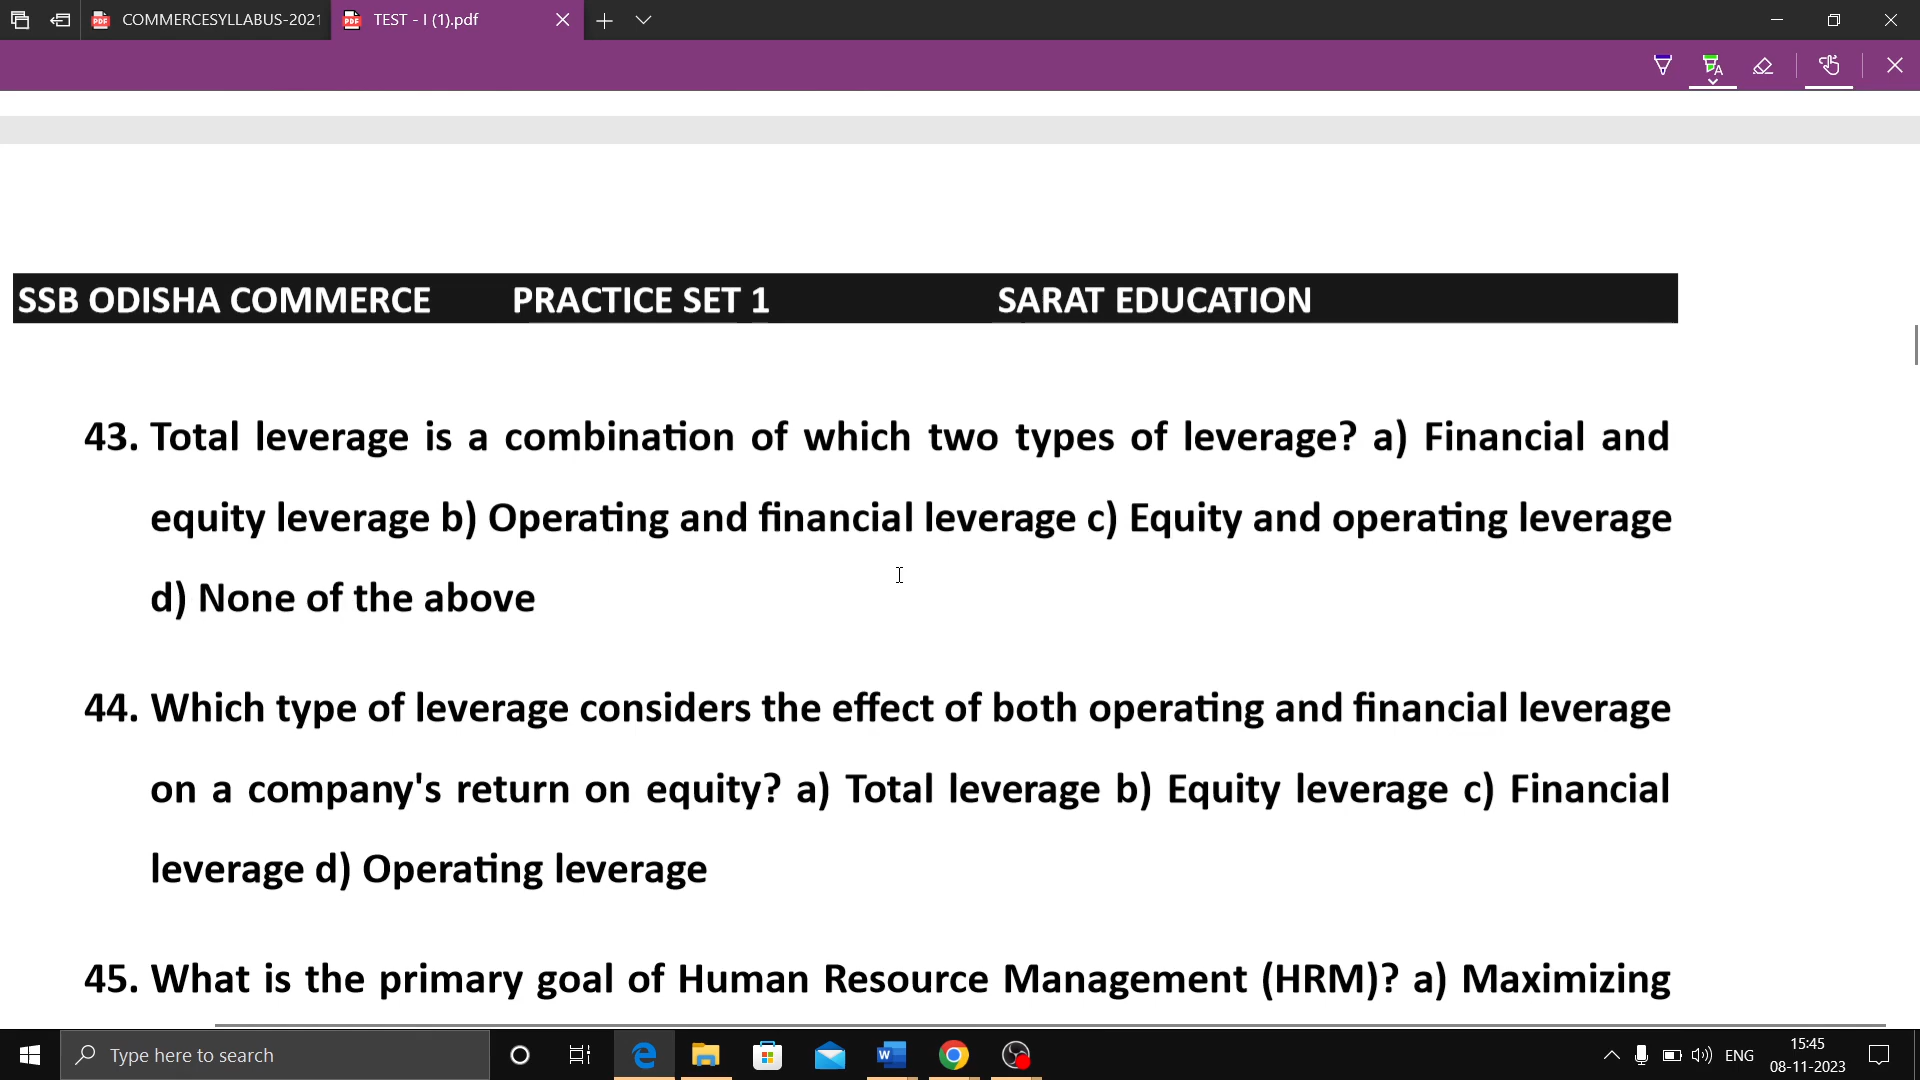 COMMERCESYLLABUS-2021
TEST - I (1).pdf
SSB ODISHA COMMERCE PRACTICE SET 1 SARAT EDUCATION
43. Total leverage is a combination of which two types of leverage? a) Financial and
equity leverage b) Operating and financial leverage c) Equity and operating leverage
d) None of the above
44. Which type of leverage considers the effect of both operating and financial leverage
on a company's return on equity? a) Total leverage b) Equity leverage c) Financial
leverage d) Operating leverage
45. What is the primary goal of Human Resource Management (HRM)? a) Maximizing
Type here to search
ENG
15:45
08-11-2023